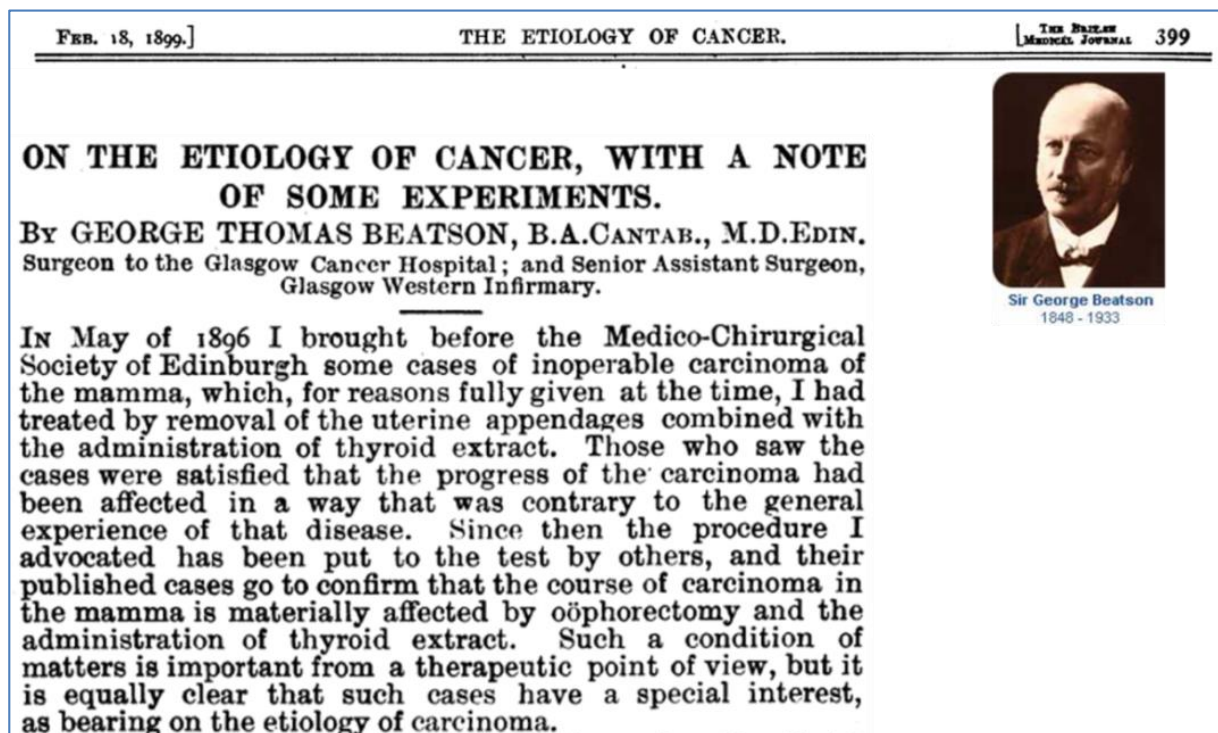 FEB. 18, 1899.] THE ETIOLOGY OF CANCER. [THE BRITISH MEDICAL JOURNAL 399
ON THE ETIOLOGY OF CANCER, WITH A NOTE
OF SOME EXPERIMENTS.
BY GEORGE THOMAS BEATSON, B.A.CANTAB., M.D.EDIN.
Surgeon to the Glasgow Cancer Hospital; and Senior Assistant Surgeon,
Glasgow Western Infirmary.
IN May of 1896 I brought before the Medico-Chirurgical
Society of Edinburgh some cases of inoperable carcinoma of
the mamma, which, for reasons fully given at the time, I had
treated by removal of the uterine appendages combined with
the administration of thyroid extract. Those who saw the
cases were satisfied that the progress of the carcinoma had
been affected in a way that was contrary to the general
experience of that disease. Since then the procedure I
advocated has been put to the test by others, and their
published cases go to confirm that the course of carcinoma in
the mamma is materially affected by oöphorectomy and the
administration of thyroid extract. Such a condition of
matters is important from a therapeutic point of view, but it
is equally clear that such cases have a special interest,
as bearing on the etiology of carcinoma.
Sir George Beatson
1848 - 1933